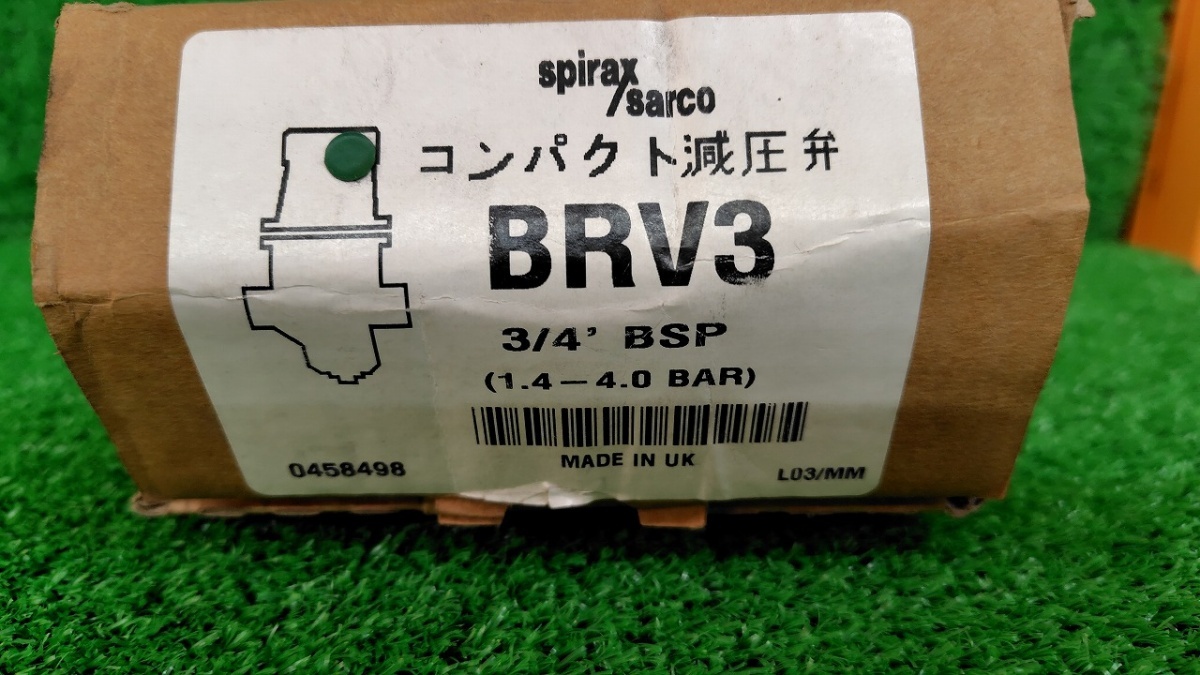 spirax
/sarco
コンパクト減圧弁
BRV3
3/4’ BSP
(1.4－4.0 BAR)
MADE IN UK
0458498
L03/MM